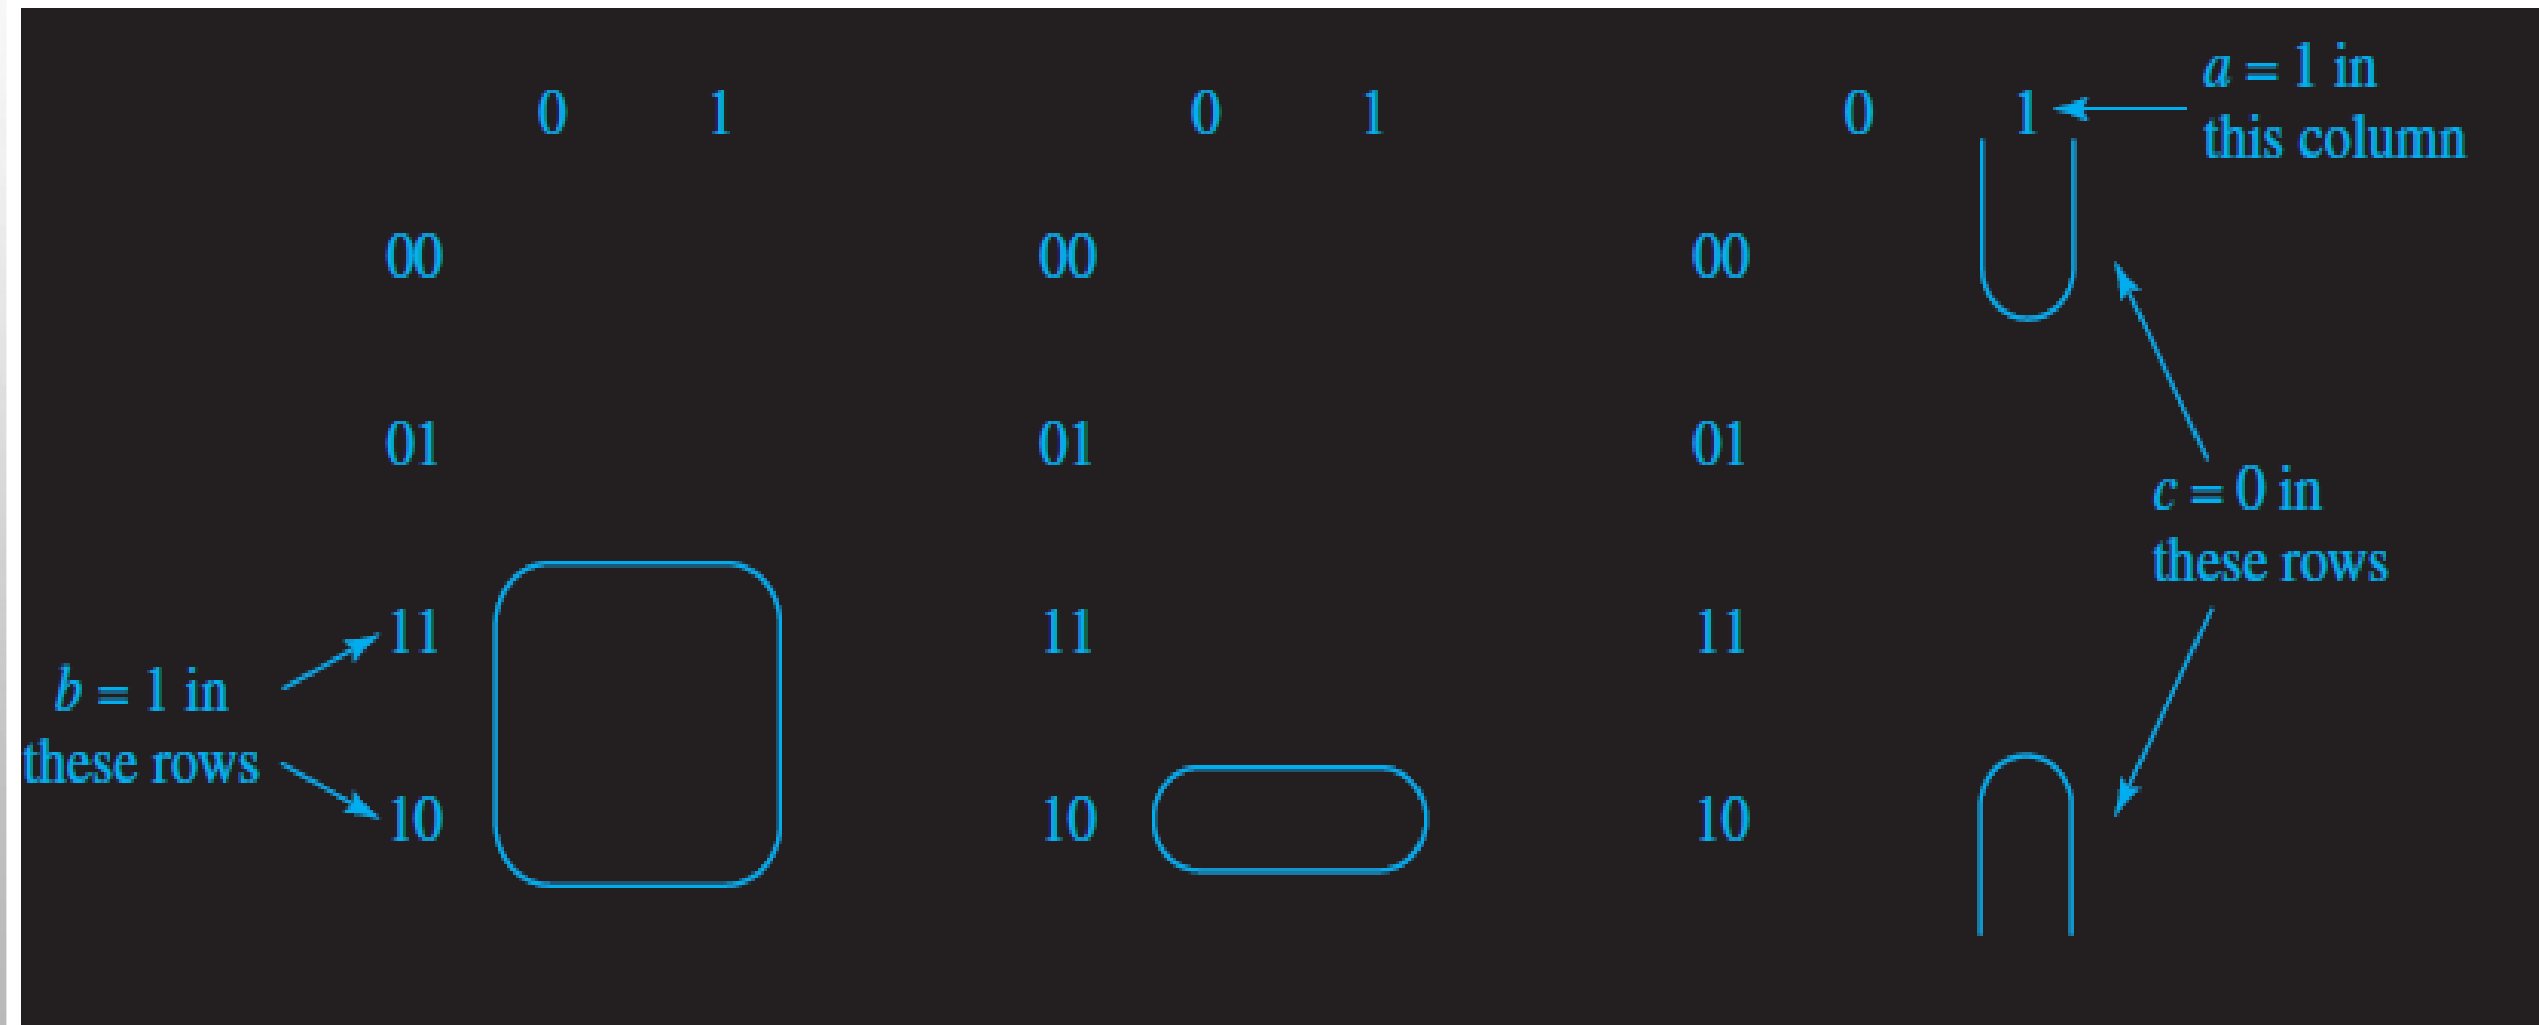 0 1
00
01
11
10
b = 1 in
these rows
0 1
00
01
11
10
0 1
a = 1 in
this column
00
01
11
10
c = 0 in
these rows